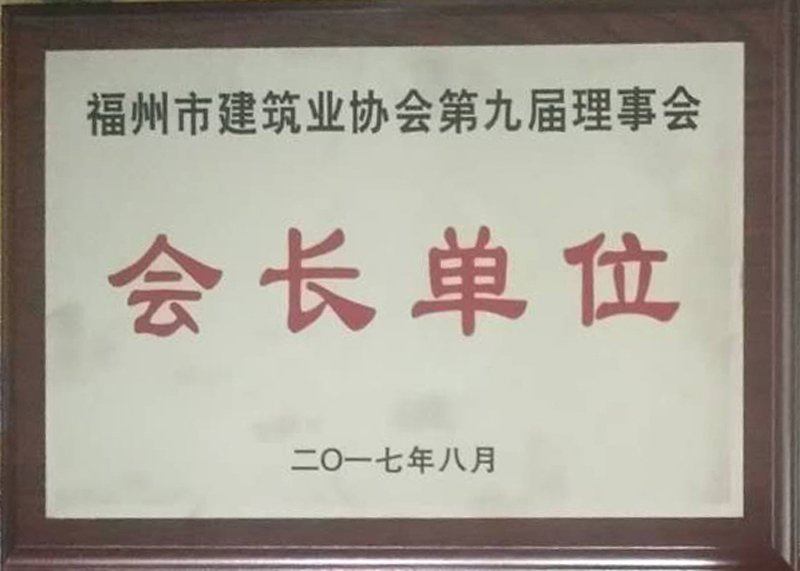 福州市建筑业协会第九届理事会
会长单位
二〇一七年八月